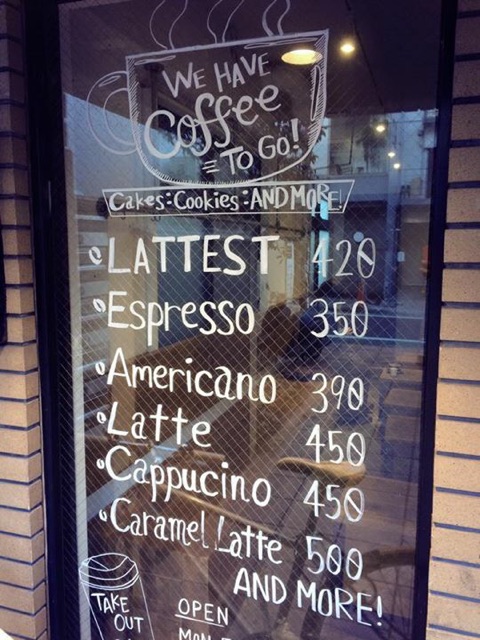 WE HAVE
Coffee
TO GO!
Cakes:Cookies:AND MORE!
LATTEST 420
Espresso 350
Americano 390
Latte 450
Cappucino 450
Caramel Latte 500
AND MORE!
TAKE
OUT
OPEN